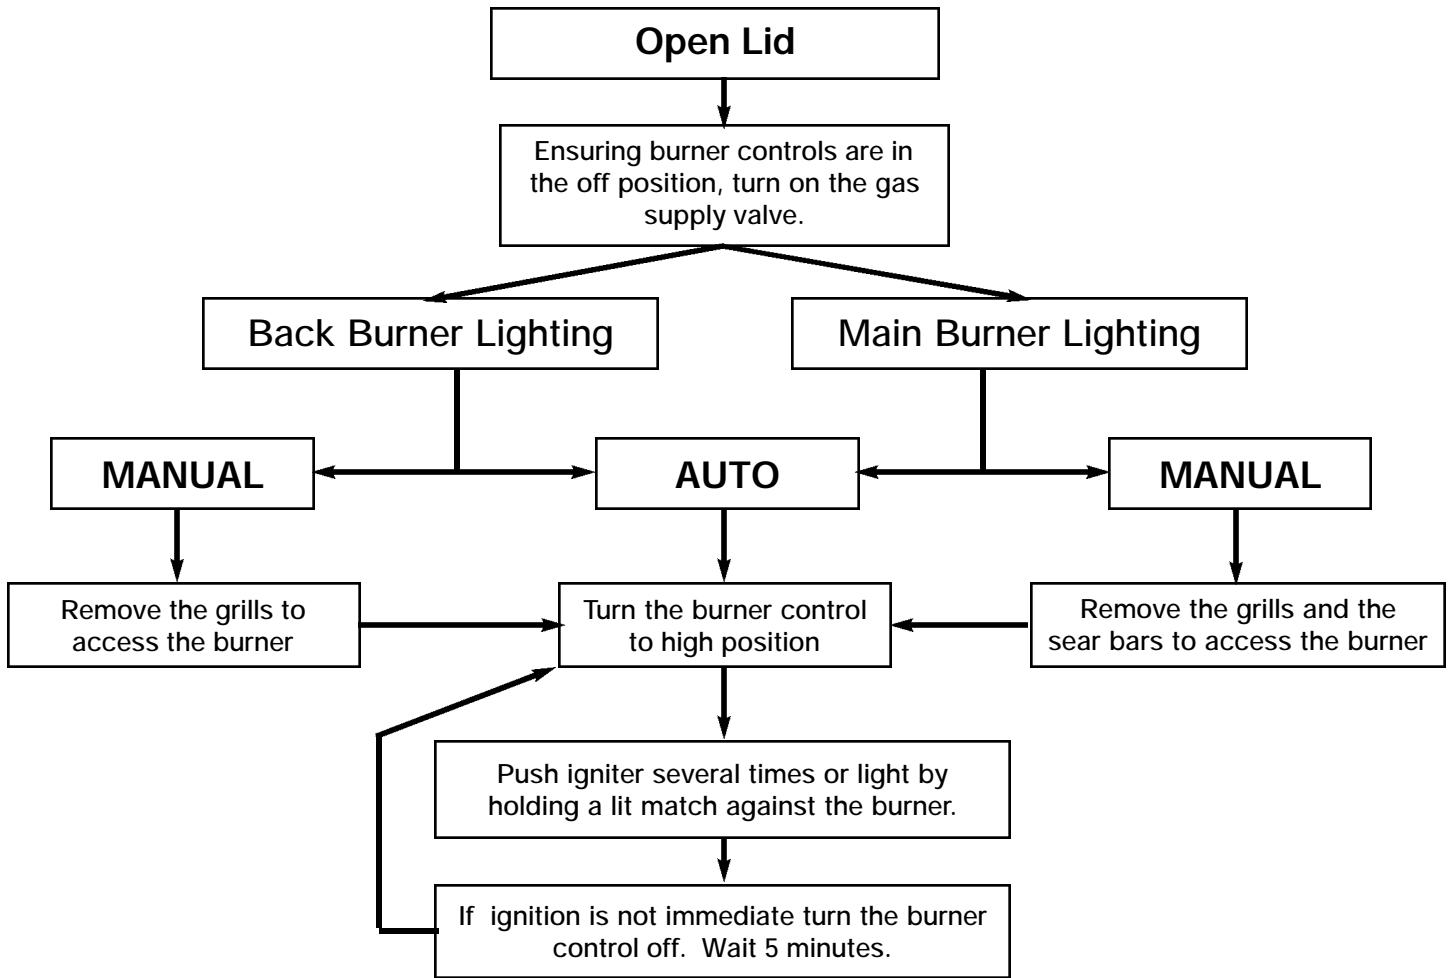 Open Lid
Ensuring burner controls are in
the off position, turn on the gas
supply valve.
Back Burner Lighting
Main Burner Lighting
MANUAL
AUTO
MANUAL
Remove the grills to
access the burner
Turn the burner control
to high position
Remove the grills and the
sear bars to access the burner
Push igniter several times or light by
holding a lit match against the burner.
If ignition is not immediate turn the burner
control off. Wait 5 minutes.